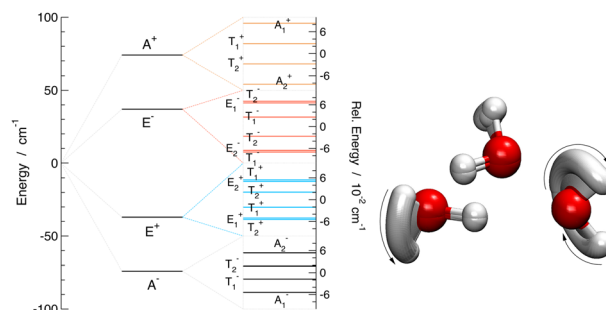 100
50
0
-50
-100
Energy / cm⁻¹
A⁺
E⁻
E⁺
A⁻
A₁⁺
T₁⁺
T₂⁺
A₂⁺
T₂⁻
E₁⁻
T₁⁻
T₂⁻
E₂⁻
T₁⁻
T₁⁺
E₂⁺
T₂⁺
T₁⁺
E₁⁺
T₂⁺
A₂⁻
T₂⁻
T₁⁻
A₁⁻
6
0
-6
6
0
-6
6
0
-6
6
0
-6
Rel. Energy / 10⁻² cm⁻¹